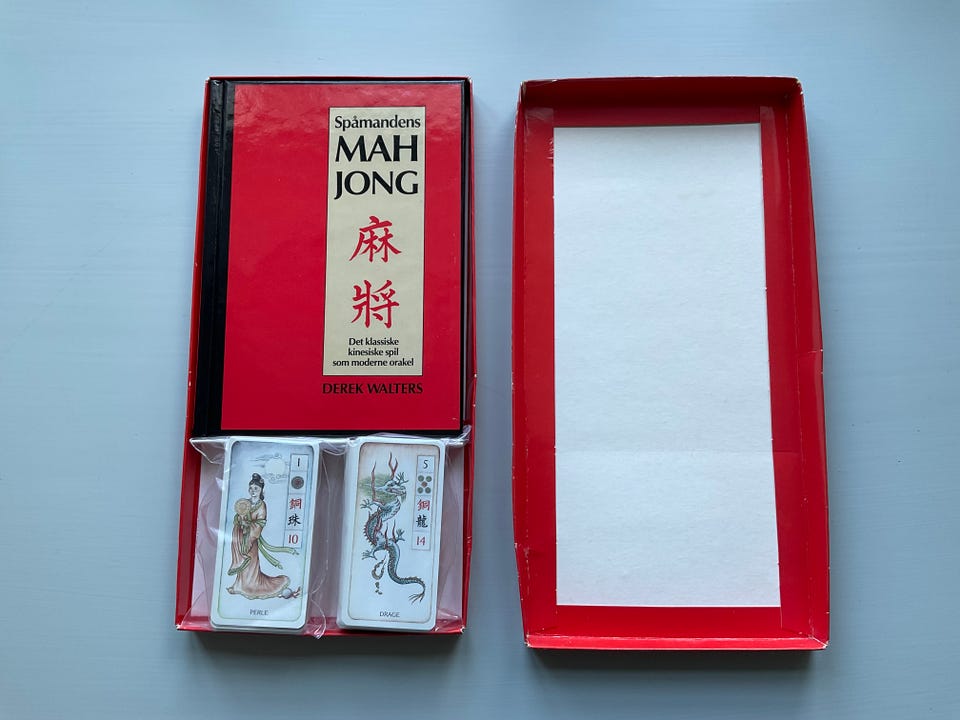 Spåmandens
MAH
JONG
麻
將
Det klassiske
kinesiske spil
som moderne orakel
DEREK WALTERS
1
銅
珠
10
PERLE
5
銅
龍
14
DRAGE